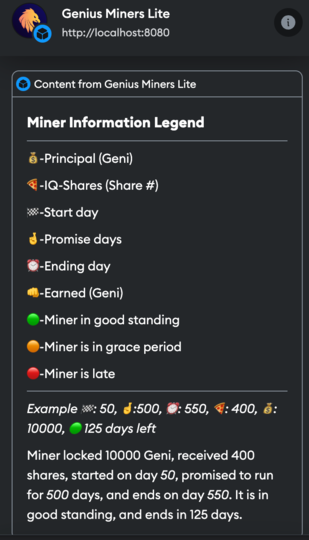 Genius Miners Lite
http://localhost:8080
Content from Genius Miners Lite
Miner Information Legend
💰-Principal (Geni)
🍕-IQ-Shares (Share #)
🏁-Start day
🤞-Promise days
⏰-Ending day
👊-Earned (Geni)
🟢-Miner in good standing
🟠-Miner is in grace period
🔴-Miner is late
Example 🏁: 50, 🤞:500, ⏰: 550, 🍕: 400, 💰:
10000, 🟢 125 days left
Miner locked 10000 Geni, received 400
shares, started on day 50, promised to run
for 500 days, and ends on day 550. It is in
good standing, and ends in 125 days.